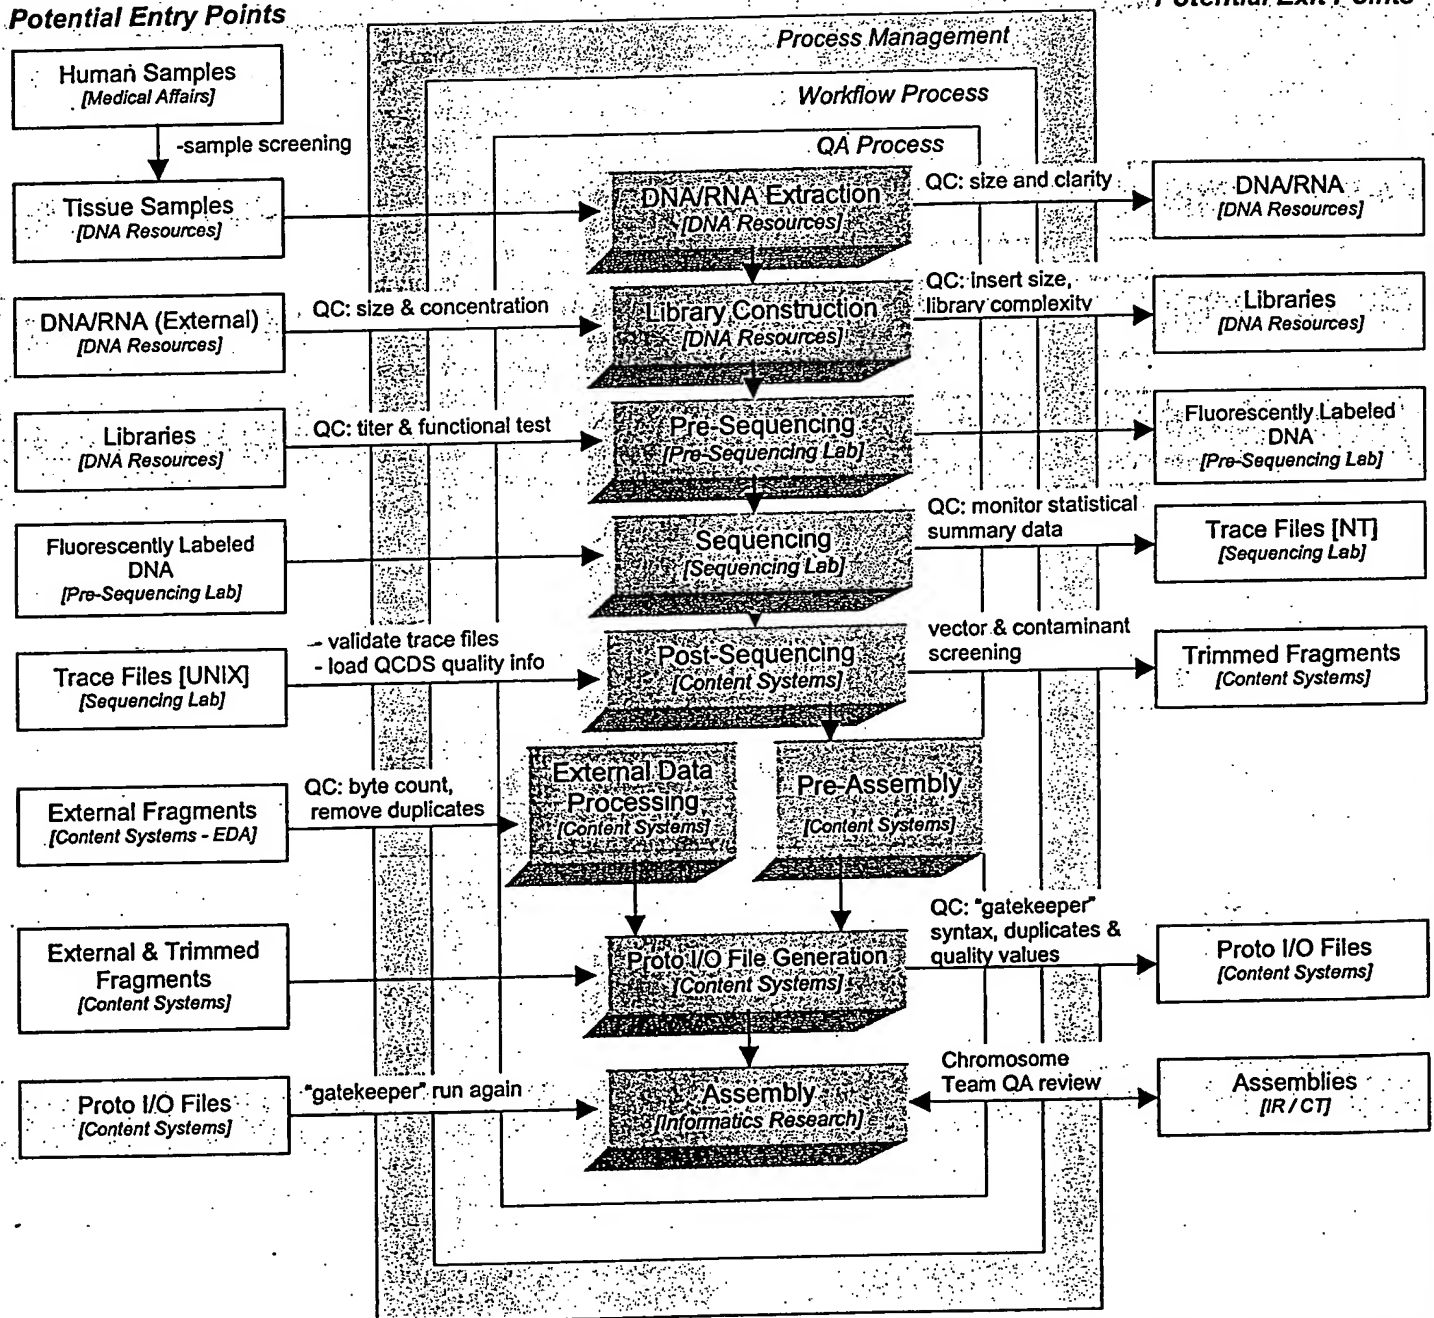 Potential Entry Points
Potential Exit Points
Process Management
Workflow Process
QA Process
Human Samples
[Medical Affairs]
-sample screening
Tissue Samples
[DNA Resources]
DNA/RNA Extraction
[DNA Resources]
QC: size and clarity
DNA/RNA
[DNA Resources]
DNA/RNA (External)
[DNA Resources]
QC: size & concentration
Library Construction
[DNA Resources]
QC: insert size,
library complexity
Libraries
[DNA Resources]
Libraries
[DNA Resources]
QC: titer & functional test
Pre-Sequencing
[Pre-Sequencing Lab]
Fluorescently Labeled
DNA
[Pre-Sequencing Lab]
Fluorescently Labeled
DNA
[Pre-Sequencing Lab]
Sequencing
[Sequencing Lab]
QC: monitor statistical
summary data
Trace Files [NT]
[Sequencing Lab]
Trace Files [UNIX]
[Sequencing Lab]
- validate trace files
- load QCDS quality info
Post-Sequencing
[Content Systems]
vector & contaminant
screening
Trimmed Fragments
[Content Systems]
External Fragments
[Content Systems - EDA]
QC: byte count,
remove duplicates
External Data
Processing
[Content Systems]
Pre-Assembly
[Content Systems]
External & Trimmed
Fragments
[Content Systems]
Proto I/O File Generation
[Content Systems]
QC: "gatekeeper"
syntax, duplicates &
quality values
Proto I/O Files
[Content Systems]
Proto I/O Files
[Content Systems]
"gatekeeper" run again
Assembly
[Informatics Research]
Chromosome
Team QA review
Assemblies
[IR / CT]